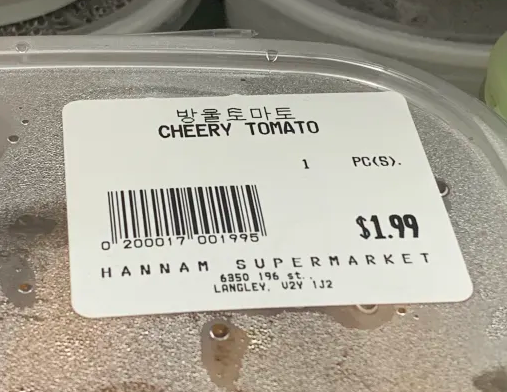 방울토마토
CHEERY TOMATO
1 PC(S).
$1.99
0 200017 001995
HANNAM SUPERMARKET
6350 196 st..
LANGLEY, V2Y 1J2